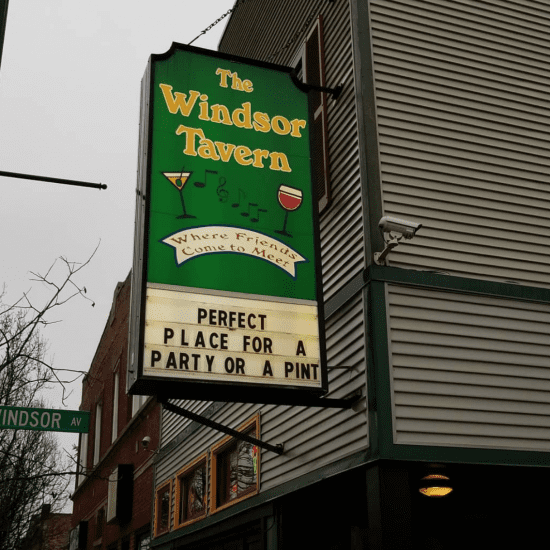 The
Windsor
Tavern
Where Friends
Come to Meet
PERFECT
PLACE FOR A
PARTY OR A PINT
WINDSOR AV